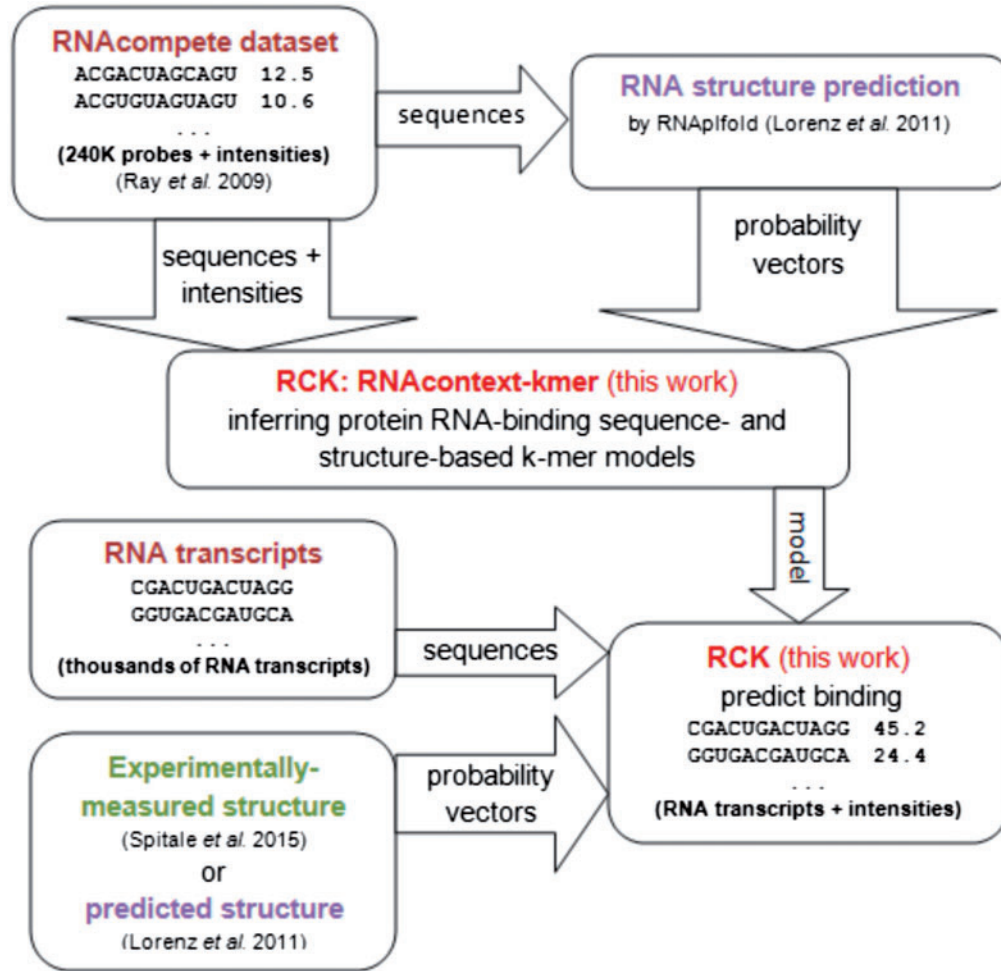 RNAcompete dataset
ACGACUAGCAGU 12.5
ACGUGUAGUAGU 10.6
...
(240K probes + intensities)
(Ray et al. 2009)
sequences
RNA structure prediction
by RNAplfold (Lorenz et al. 2011)
sequences +
intensities
probability
vectors
RCK: RNAcontext-kmer (this work)
inferring protein RNA-binding sequence- and
structure-based k-mer models
model
RNA transcripts
CGACUGACUAGG
GGUGACGAUGCA
...
(thousands of RNA transcripts)
sequences
Experimentally-
measured structure
(Spitale et al. 2015)
or
predicted structure
(Lorenz et al. 2011)
probability
vectors
RCK (this work)
predict binding
CGACUGACUAGG 45.2
GGUGACGAUGCA 24.4
...
(RNA transcripts + intensities)